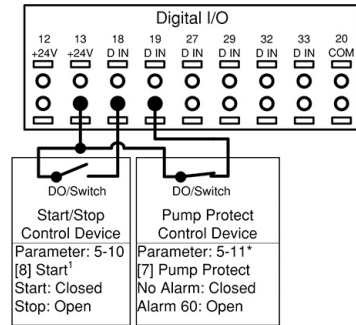 Digital I/O
12 13 18 19 27 29 32 33 20
+24V +24V D IN D IN D IN D IN D IN D IN COM
DO/Switch
Start/Stop
Control Device
Parameter: 5-10
[8] Start¹
Start: Closed
Stop: Open
DO/Switch
Pump Protect
Control Device
Parameter: 5-11*
[7] Pump Protect
No Alarm: Closed
Alarm 60: Open